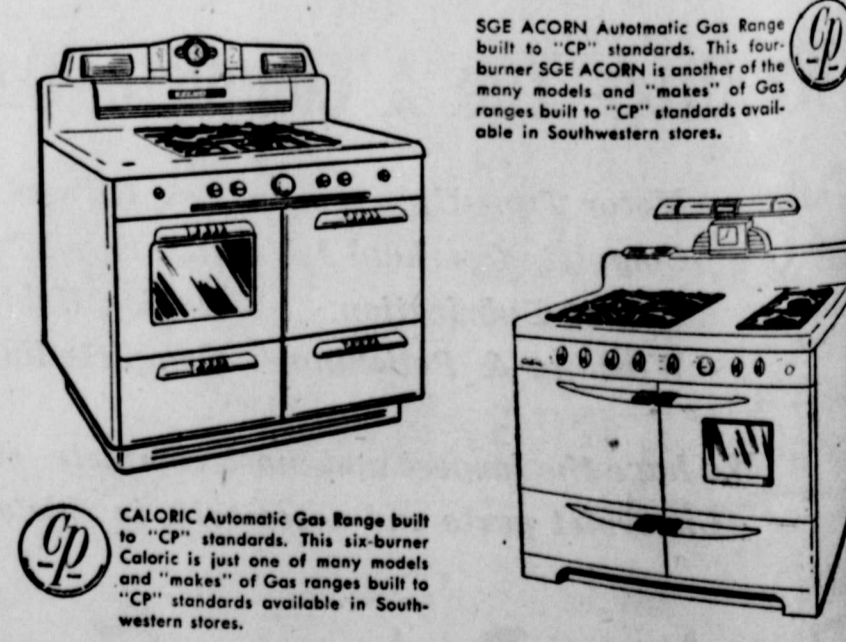 SGE ACORN Autotmatic Gas Range
built to "CP" standards. This four-
burner SGE ACORN is another of the
many models and "makes" of Gas
ranges built to "CP" standards avail-
able in Southwestern stores.
CP
CP
CALORIC Automatic Gas Range built
to "CP" standards. This six-burner
Caloric is just one of many models
and "makes" of Gas ranges built to
"CP" standards available in South-
western stores.